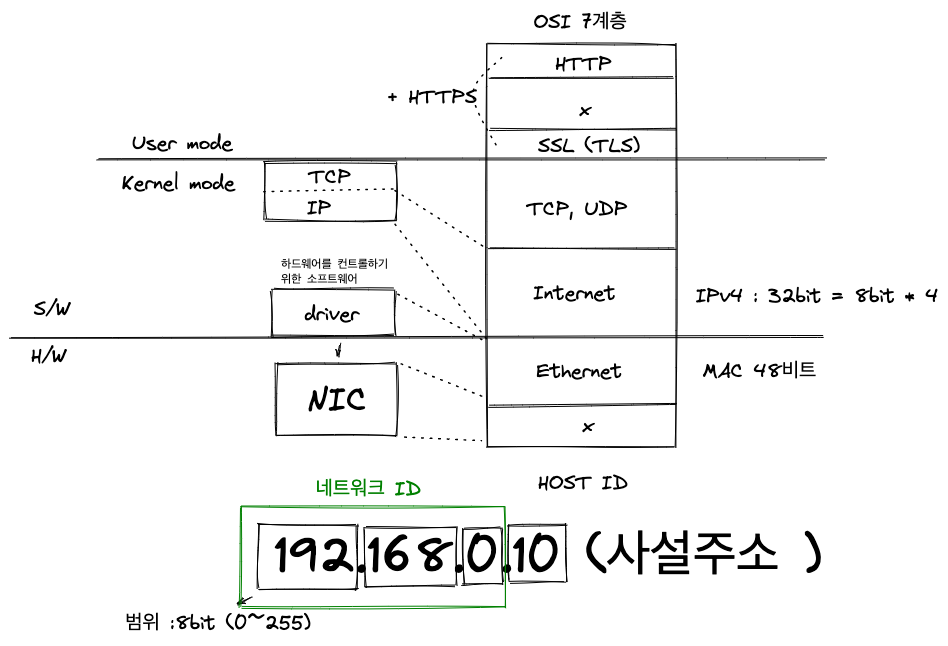 OSI 7계층
HTTP
+ HTTPS
x
User mode
SSL (TLS)
Kernel mode
TCP
IP
TCP, UDP
하드웨어를 컨트롤하기
위한 소프트웨어
driver
Internet
IPv4 : 32bit = 8bit * 4
S/W
H/W
Ethernet
MAC 48비트
NIC
x
네트워크 ID
HOST ID
192.168.0.10 (사설주소 )
범위 :8bit (0~255)